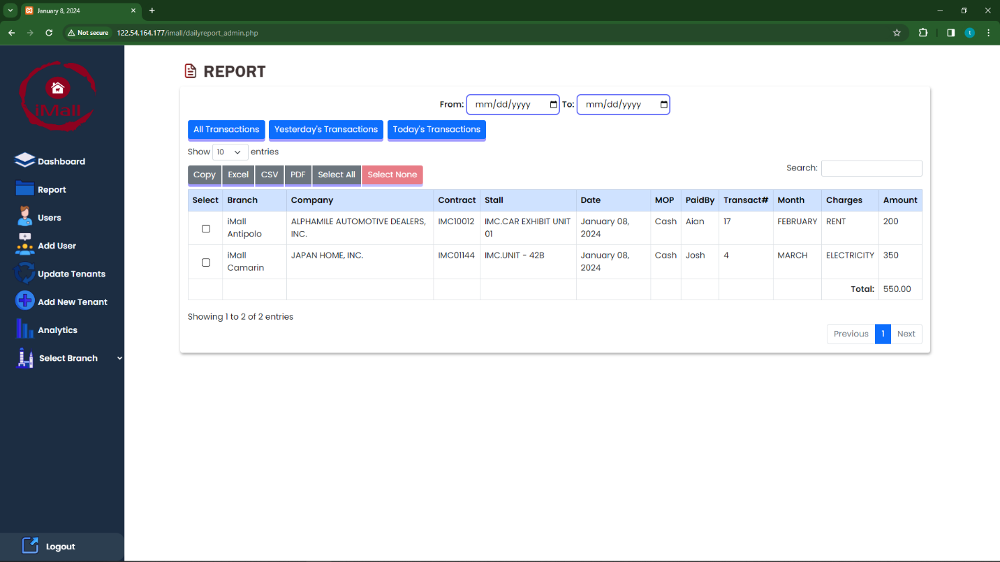 January 8, 2024
Not secure 122.54.164.177/imall/dailyreport_admin.php
t
iMall
Dashboard
Report
Users
Add User
Update Tenants
Add New Tenant
Analytics
Select Branch
Logout
REPORT
From: mm/dd/yyyy To: mm/dd/yyyy
All Transactions Yesterday's Transactions Today's Transactions
Show 10 entries
Copy Excel CSV PDF Select All Select None
Search:
Select Branch Company Contract Stall Date MOP PaidBy Transact# Month Charges Amount
iMall Antipolo ALPHAMILE AUTOMOTIVE DEALERS, INC. IMC10012 IMC.CAR EXHIBIT UNIT 01 January 08, 2024 Cash Aian 17 FEBRUARY RENT 200
iMall Camarin JAPAN HOME, INC. IMC01144 IMC.UNIT - 42B January 08, 2024 Cash Josh 4 MARCH ELECTRICITY 350
Total: 550.00
Showing 1 to 2 of 2 entries
Previous 1 Next